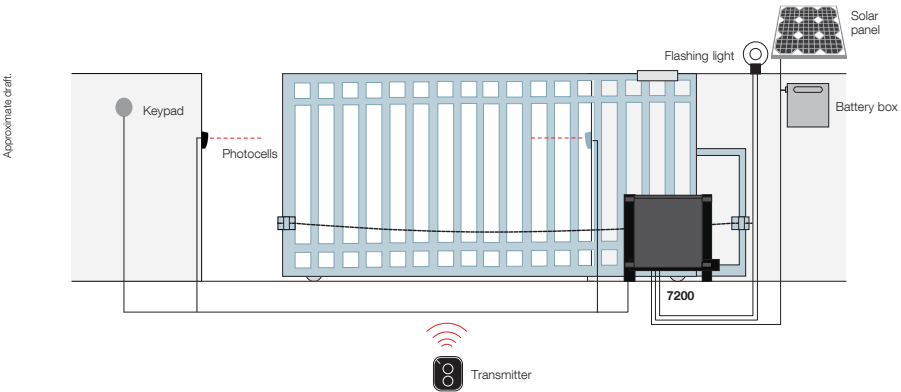 Approximate draft.
Solar
panel
Flashing light
Battery box
Keypad
Photocells
7200
Transmitter